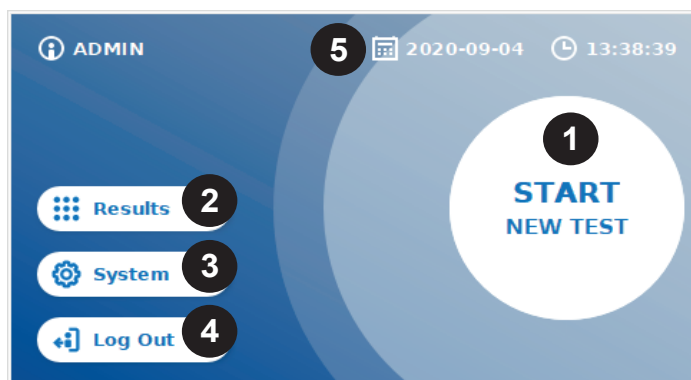 ADMIN
5
2020-09-04
13:38:39
1
START
NEW TEST
Results
2
System
3
Log Out
4